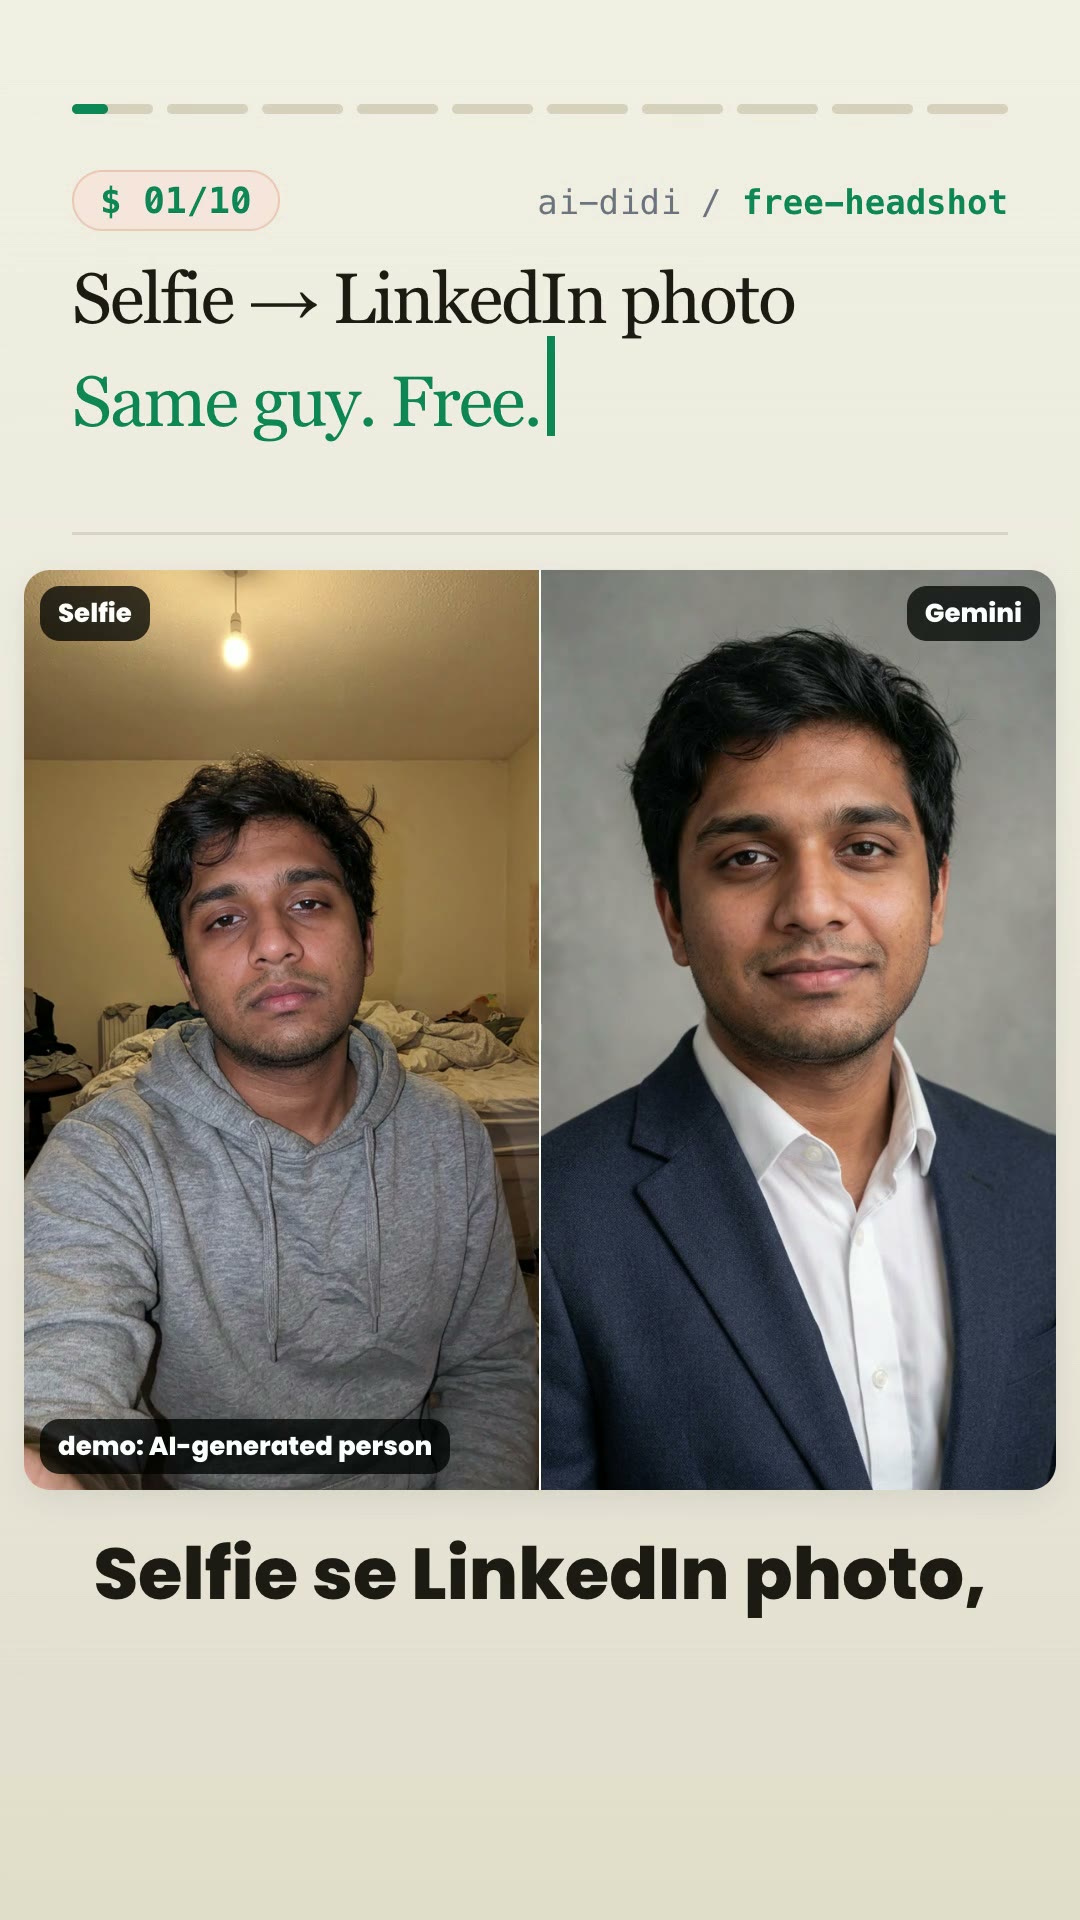 $ 01/10
ai-didi / free-headshot
Selfie → LinkedIn photo
Same guy. Free.
Selfie
Gemini
demo: AI-generated person
Selfie se LinkedIn photo,